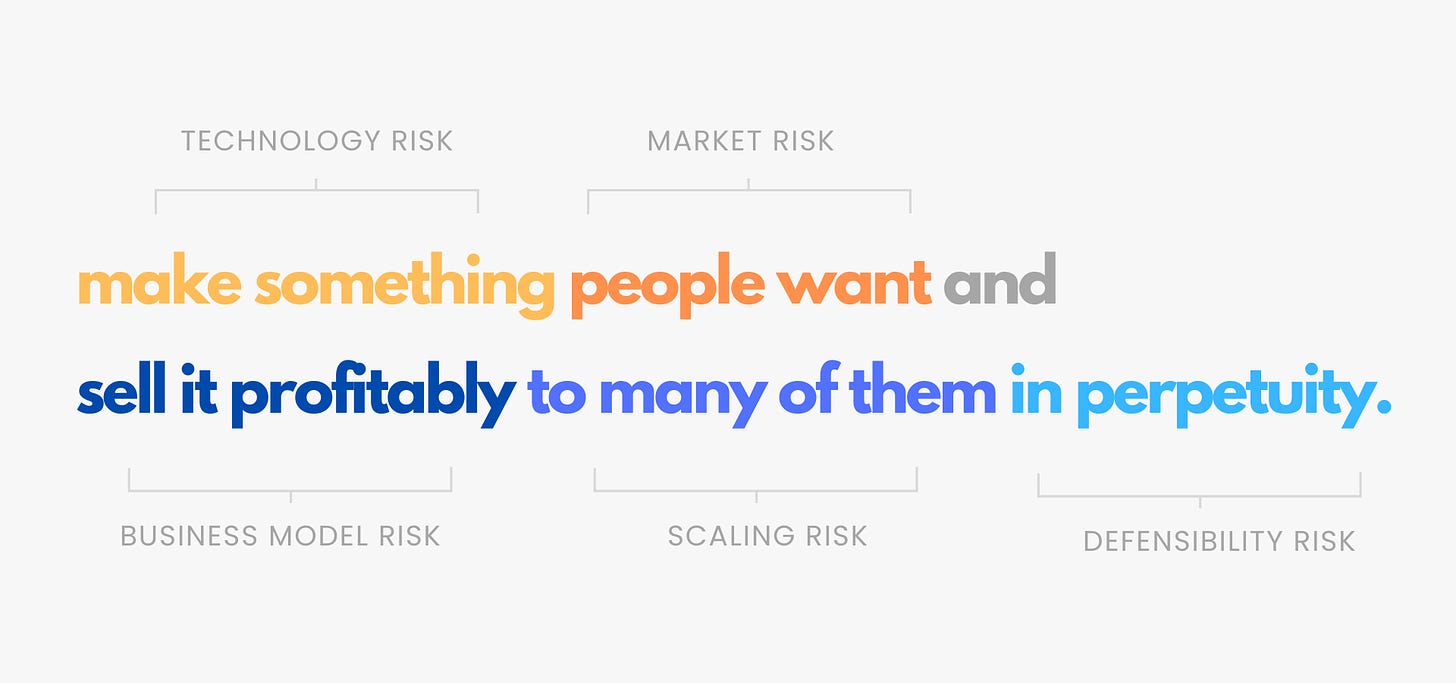 TECHNOLOGY RISK
MARKET RISK
make something people want and
sell it profitably to many of them in perpetuity.
BUSINESS MODEL RISK
SCALING RISK
DEFENSIBILITY RISK